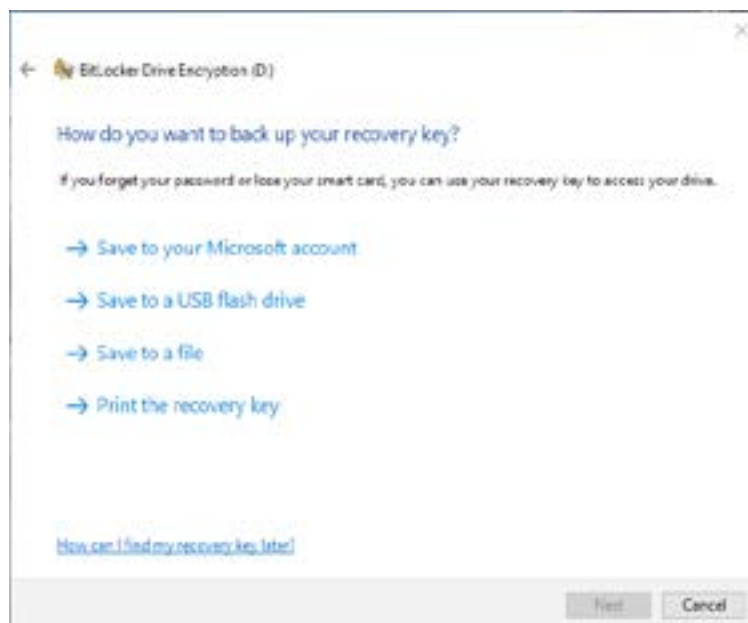 BitLocker Drive Encryption (D:)
How do you want to back up your recovery key?
If you forget your password or lose your smart card, you can use your recovery key to access your drive.
→ Save to your Microsoft account
→ Save to a USB flash drive
→ Save to a file
→ Print the recovery key
How can I find my recovery key later?
Next
Cancel